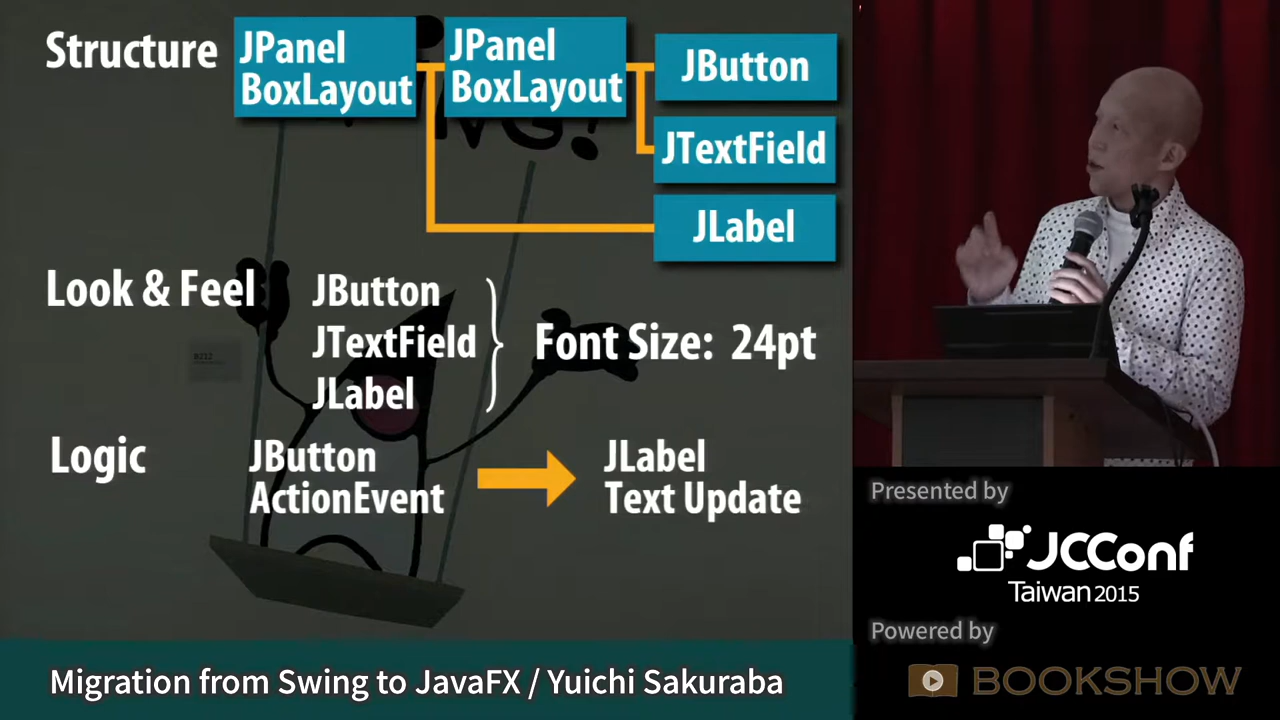 Structure
JPanel
BoxLayout
JPanel
BoxLayout
JButton
JTextField
JLabel
NG!
Look & Feel
JButton
JTextField
JLabel
Font Size: 24pt
Logic
JButton
ActionEvent
JLabel
Text Update
Migration from Swing to JavaFX / Yuichi Sakuraba
Presented by
JCConf
Taiwan 2015
Powered by
BOOKSHOW